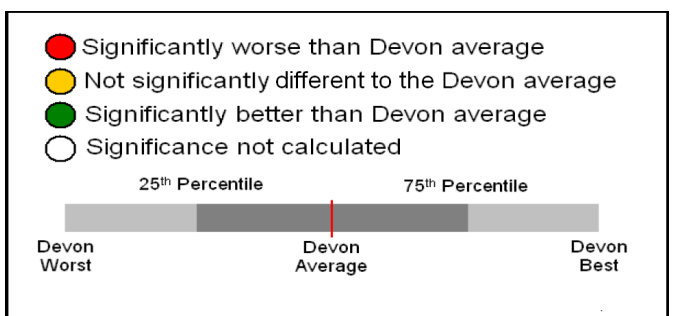 Significantly worse than Devon average
Not significantly different to the Devon average
Significantly better than Devon average
Significance not calculated
25th Percentile 75th Percentile
Devon Worst Devon Average Devon Best